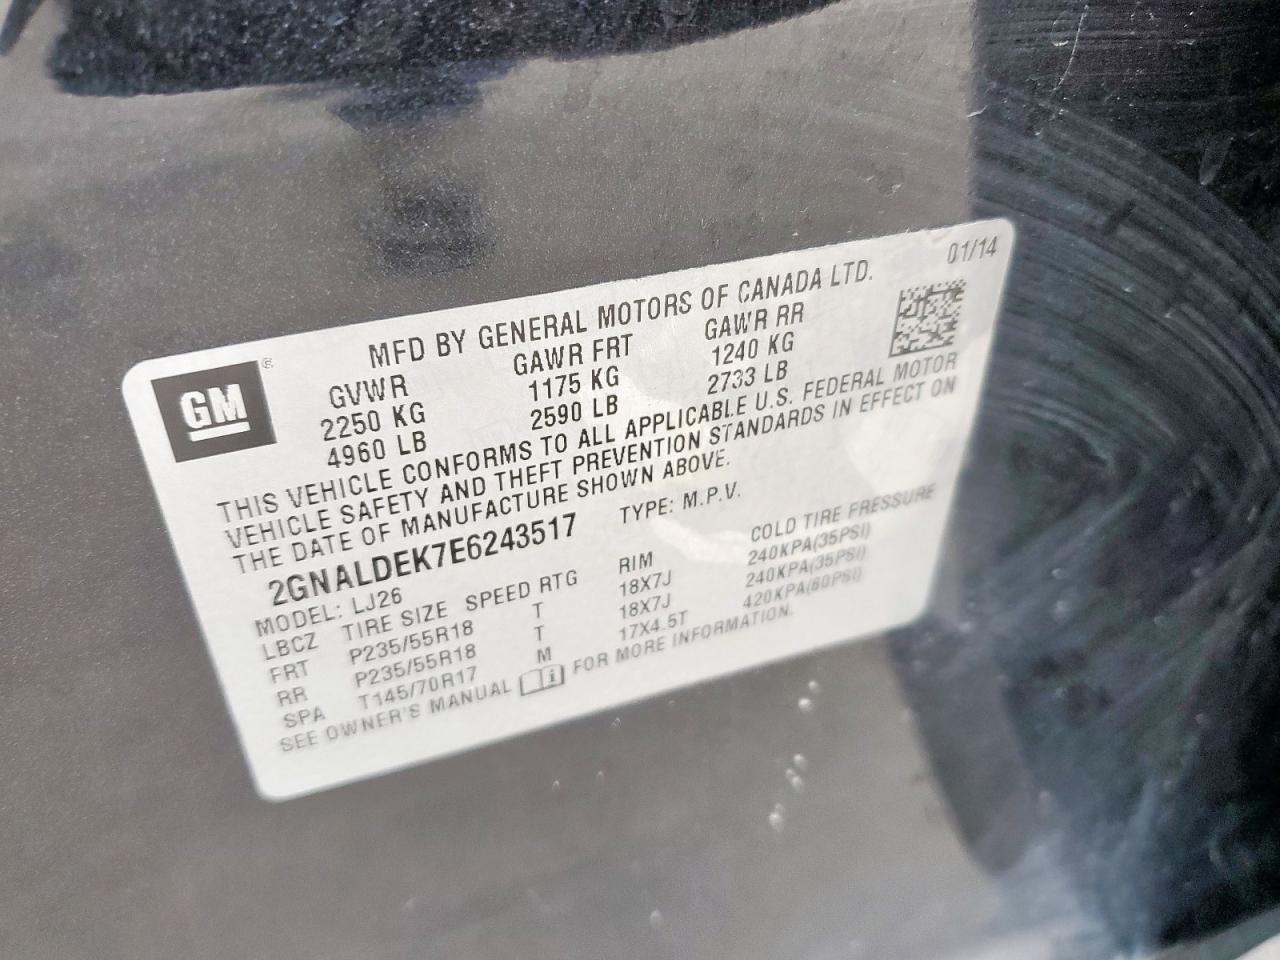 01/14
MFD BY GENERAL MOTORS OF CANADA LTD.
GM ®
GVWR GAWR FRT GAWR RR
2250 KG 1175 KG 1240 KG
4960 LB 2590 LB 2733 LB
THIS VEHICLE CONFORMS TO ALL APPLICABLE U.S. FEDERAL MOTOR
VEHICLE SAFETY AND THEFT PREVENTION STANDARDS IN EFFECT ON
THE DATE OF MANUFACTURE SHOWN ABOVE.
2GNALDEK7E6243517 TYPE: M.P.V.
MODEL: LJ26
LBCZ TIRE SIZE SPEED RTG RIM COLD TIRE PRESSURE
FRT P235/55R18 T 18X7J 240KPA(35PSI)
RR P235/55R18 T 18X7J 240KPA(35PSI)
SPA T145/70R17 M 17X4.5T 420KPA(60PSI)
SEE OWNER'S MANUAL FOR MORE INFORMATION.